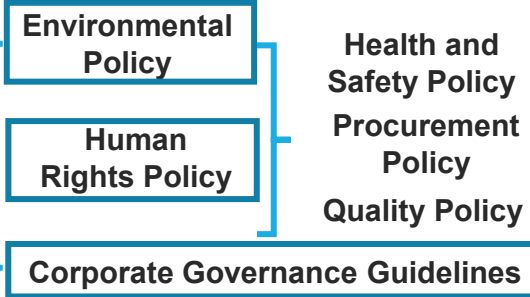 Environmental
Policy
Health and
Safety Policy
Human
Rights Policy
Procurement
Policy
Quality Policy
Corporate Governance Guidelines